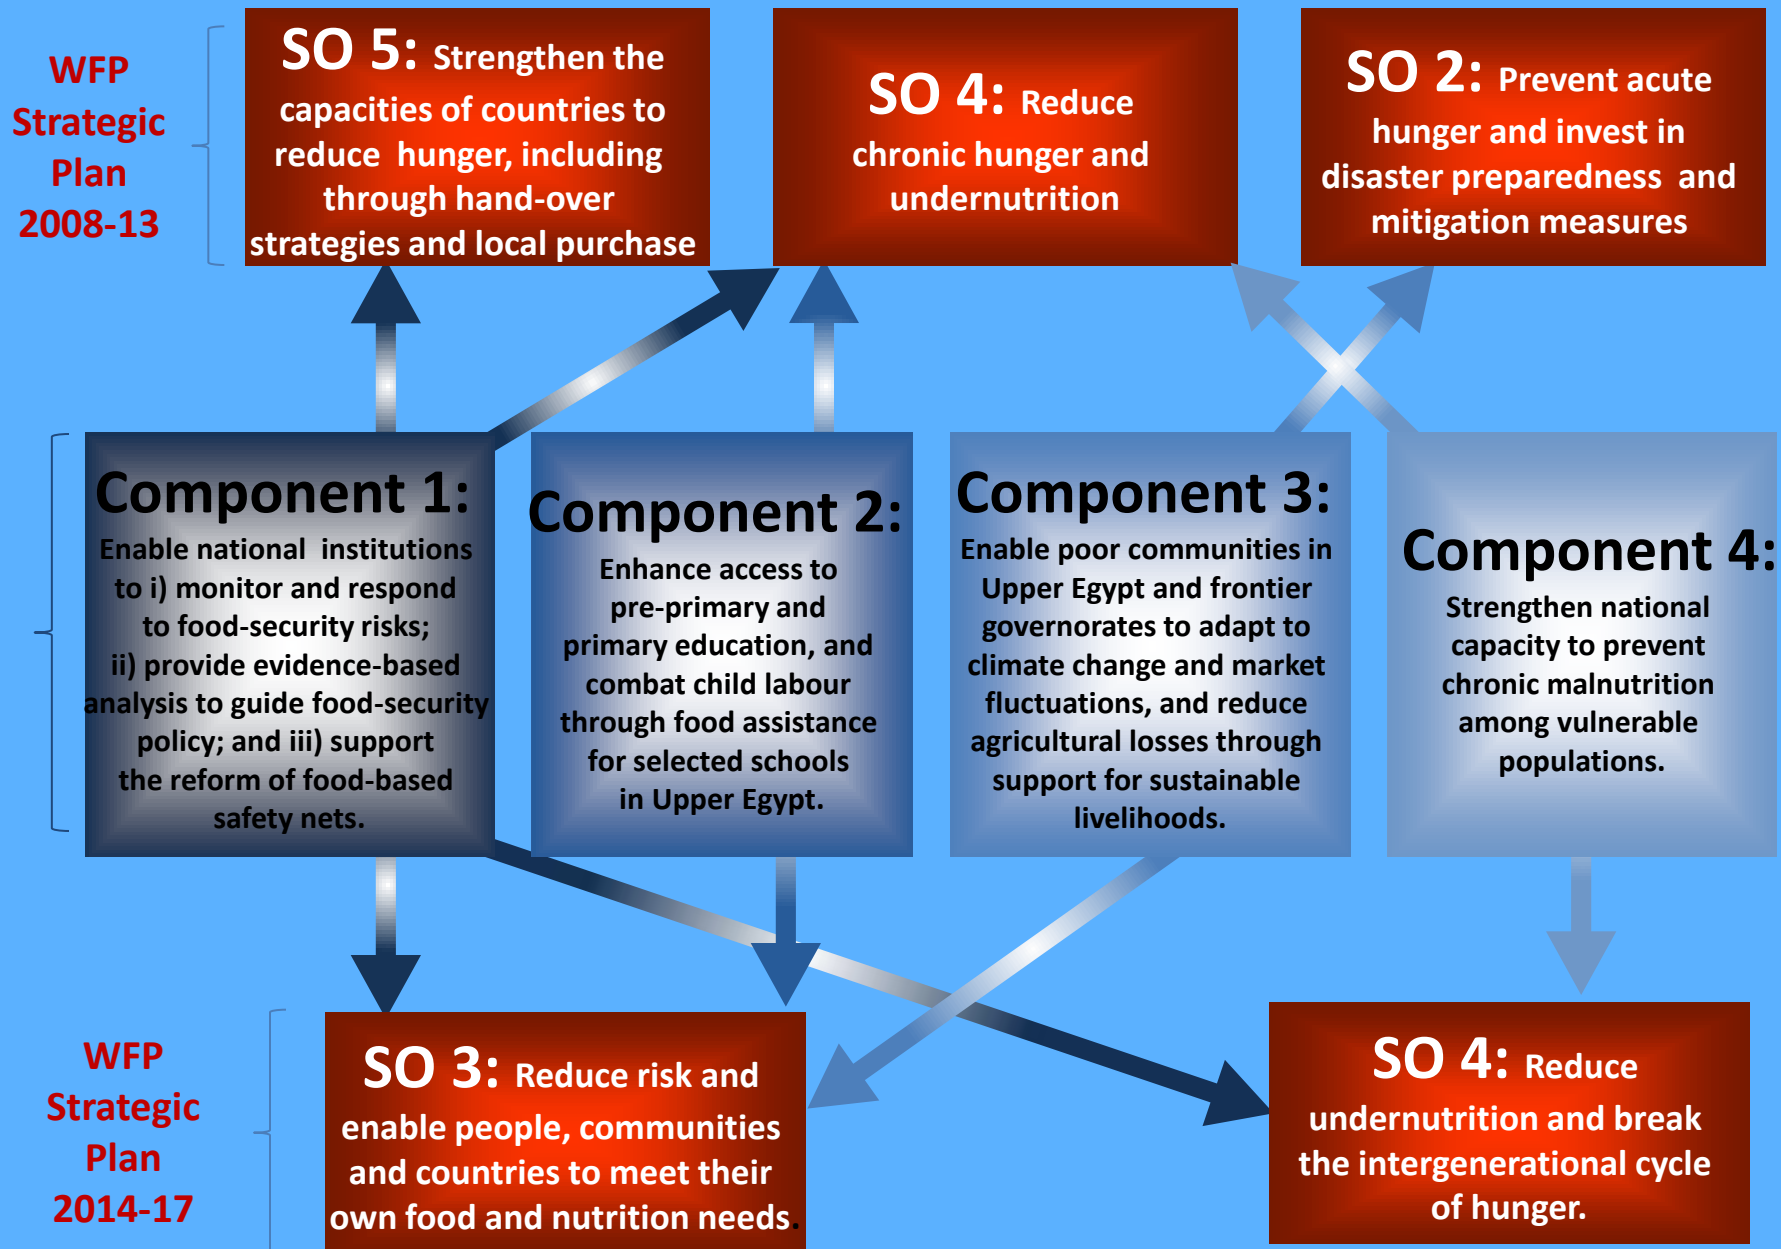 WFP
Strategic
Plan
2008-13
SO 5: Strengthen the
capacities of countries to
reduce hunger, including
through hand-over
strategies and local purchase
SO 4: Reduce
chronic hunger and
undernutrition
SO 2: Prevent acute
hunger and invest in
disaster preparedness and
mitigation measures
Component 1:
Enable national institutions
to i) monitor and respond
to food-security risks;
ii) provide evidence-based
analysis to guide food-security
policy; and iii) support
the reform of food-based
safety nets.
Component 2:
Enhance access to
pre-primary and
primary education, and
combat child labour
through food assistance
for selected schools
in Upper Egypt.
Component 3:
Enable poor communities in
Upper Egypt and frontier
governorates to adapt to
climate change and market
fluctuations, and reduce
agricultural losses through
support for sustainable
livelihoods.
Component 4:
Strengthen national
capacity to prevent
chronic malnutrition
among vulnerable
populations.
WFP
Strategic
Plan
2014-17
SO 3: Reduce risk and
enable people, communities
and countries to meet their
own food and nutrition needs.
SO 4: Reduce
undernutrition and break
the intergenerational cycle
of hunger.